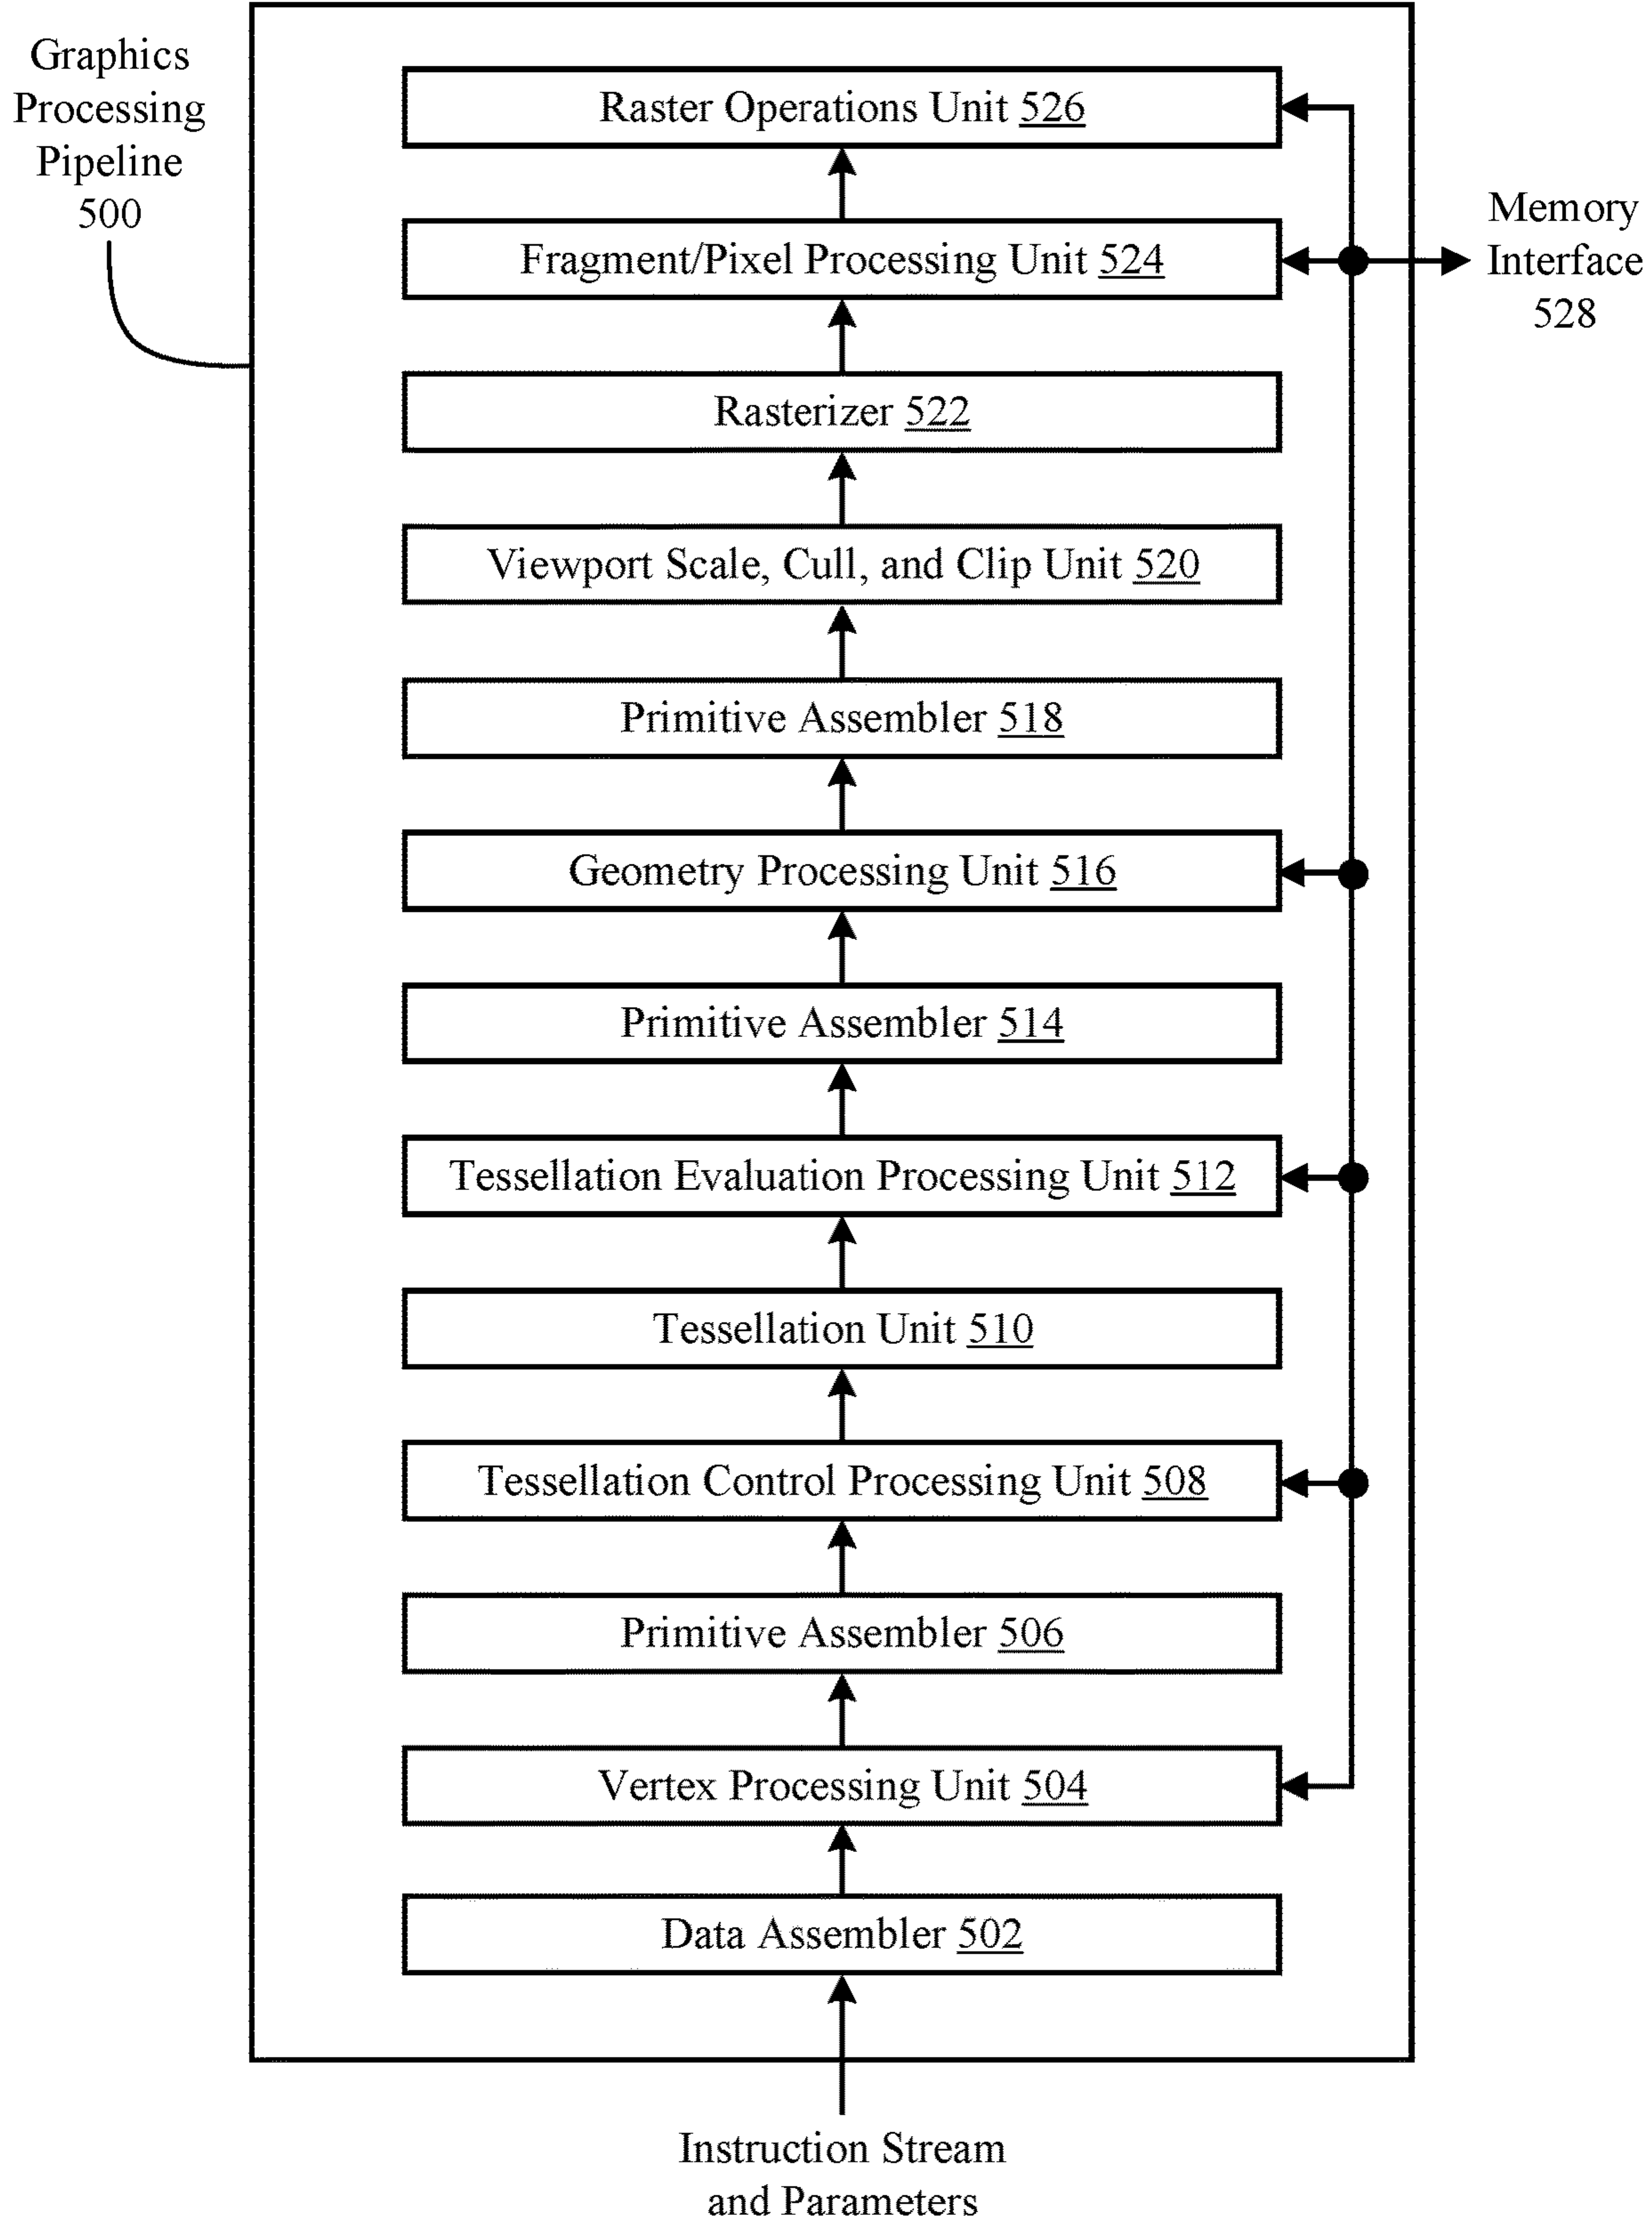 Graphics
Processing
Pipeline
500
Raster Operations Unit 526
Fragment/Pixel Processing Unit 524
Memory
Interface
528
Rasterizer 522
Viewport Scale, Cull, and Clip Unit 520
Primitive Assembler 518
Geometry Processing Unit 516
Primitive Assembler 514
Tessellation Evaluation Processing Unit 512
Tessellation Unit 510
Tessellation Control Processing Unit 508
Primitive Assembler 506
Vertex Processing Unit 504
Data Assembler 502
Instruction Stream
and Parameters